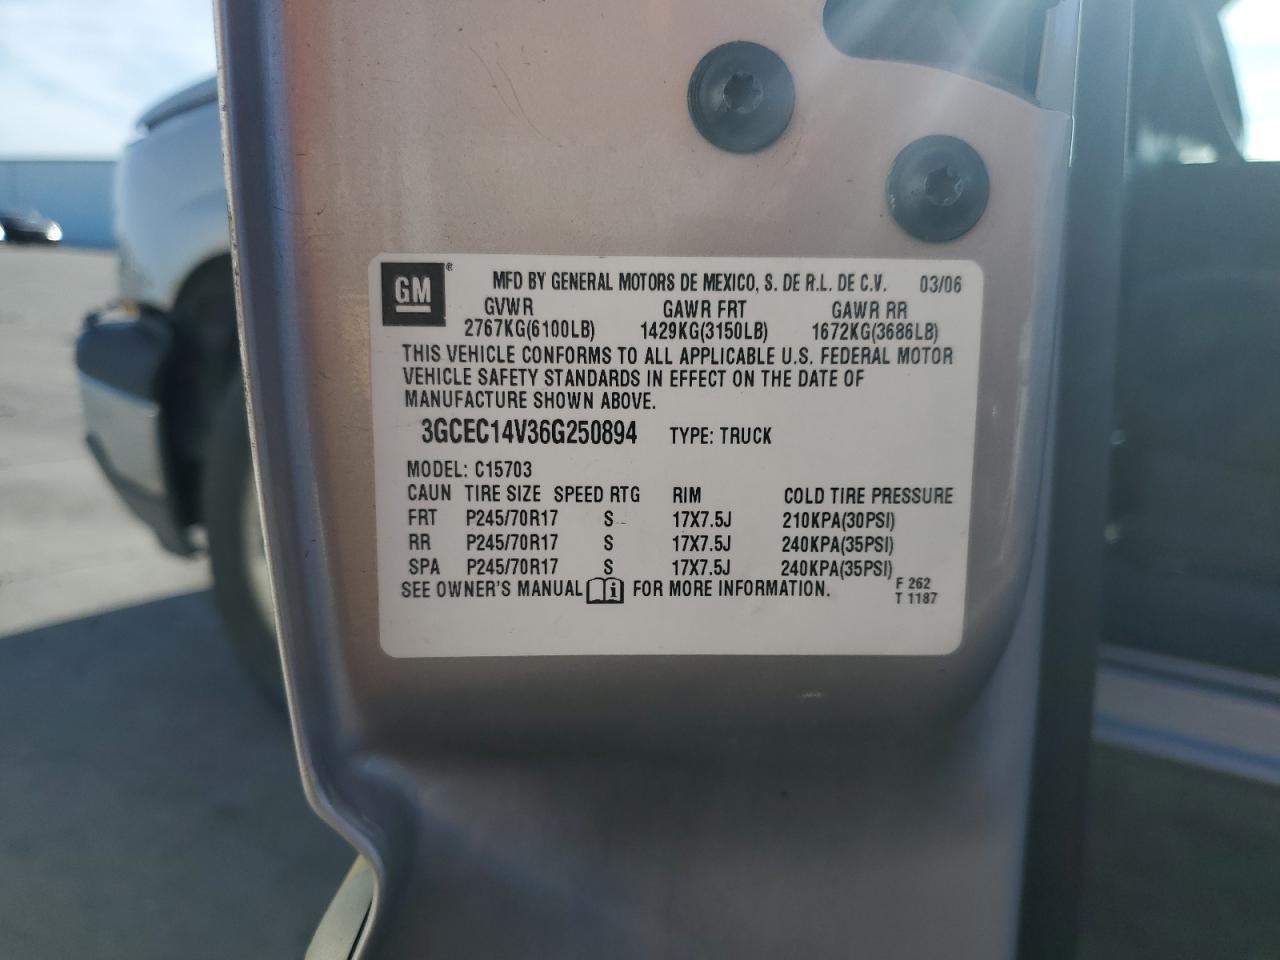 GM® MFD BY GENERAL MOTORS DE MEXICO, S. DE R.L. DE C.V. 03/06
GVWR GAWR FRT GAWR RR
2767KG(6100LB) 1429KG(3150LB) 1672KG(3686LB)
THIS VEHICLE CONFORMS TO ALL APPLICABLE U.S. FEDERAL MOTOR
VEHICLE SAFETY STANDARDS IN EFFECT ON THE DATE OF
MANUFACTURE SHOWN ABOVE.
3GCEC14V36G250894 TYPE: TRUCK
MODEL: C15703
CAUN TIRE SIZE SPEED RTG RIM COLD TIRE PRESSURE
FRT P245/70R17 S 17X7.5J 210KPA(30PSI)
RR P245/70R17 S 17X7.5J 240KPA(35PSI)
SPA P245/70R17 S 17X7.5J 240KPA(35PSI)
SEE OWNER'S MANUAL i FOR MORE INFORMATION. F 262
T 1187